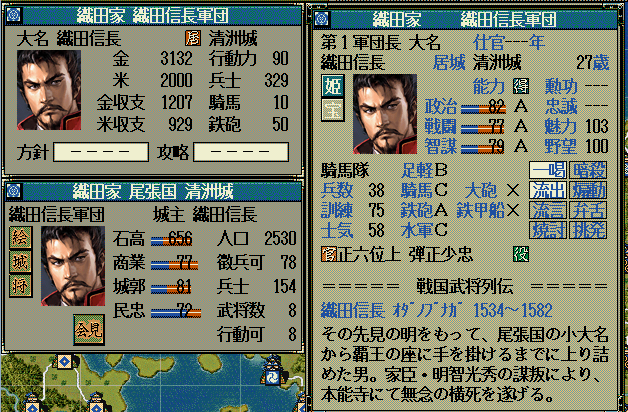 織田家 織田信長軍団
大名 織田信長 居 清洲城
金 3132 行動力 90
米 2000 兵士 329
金収支 1207 騎馬 10
米収支 929 鉄砲 50
方針 ---- 攻略 ----
織田家 尾張国 清洲城
織田信長軍団 城主 織田信長
絵
城
将
石高 656 人口 2530
商業 77 徴兵可 78
城郭 81 兵士 154
民忠 72 武将数 8
会見 行動可 8
織田家 織田信長軍団
第1軍団長 大名 仕官---年
織田信長 居城 清洲城 27歳
姫
宝
能力 得 勲功 ---
政治 82 A 忠誠 ---
戦闘 77 A 魅力 103
智謀 79 A 野望 100
騎馬隊 足軽B 一喝 暗殺
兵数 38 騎馬C 大砲× 流出 煽動
訓練 75 鉄砲A 鉄甲船× 流言 弁舌
士気 58 水軍C 焼討 挑発
官 正六位上 弾正少忠 役
===== 戦国武将列伝 =====
織田信長 オダノブナガ 1534〜1582
その先見の明をもって、尾張国の小大名
から覇王の座に手を掛けるまでに上り詰
めた男。家臣・明智光秀の謀叛により、
本能寺にて無念の横死を遂げる。